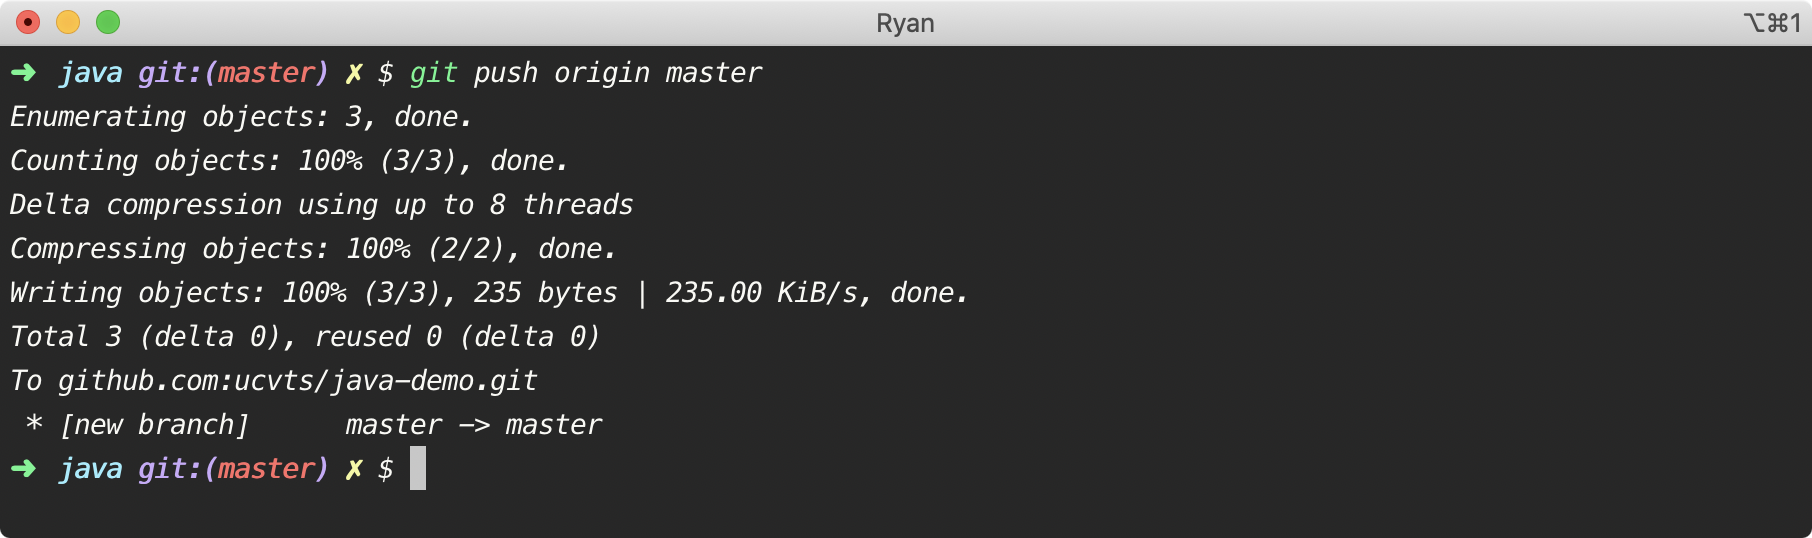 Ryan
⌥⌘1
➜ java git:(master) ✗ $ git push origin master
Enumerating objects: 3, done.
Counting objects: 100% (3/3), done.
Delta compression using up to 8 threads
Compressing objects: 100% (2/2), done.
Writing objects: 100% (3/3), 235 bytes | 235.00 KiB/s, done.
Total 3 (delta 0), reused 0 (delta 0)
To github.com:ucvts/java-demo.git
 * [new branch]      master -> master
➜ java git:(master) ✗ $